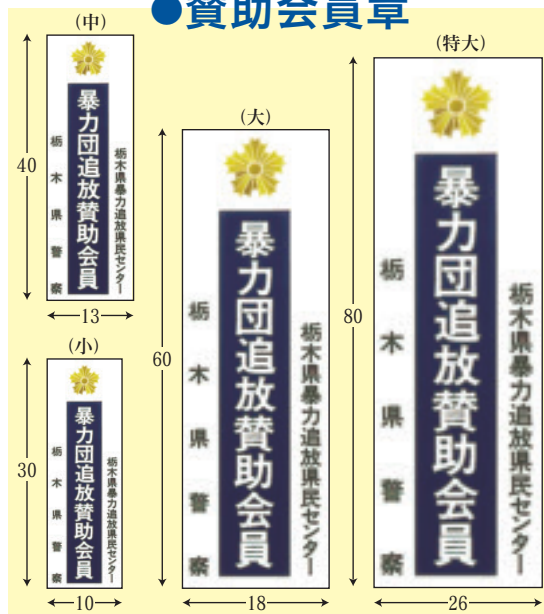 ●賛助会員章
(中)
40
暴力団追放賛助会員
栃木県暴力追放県民センター
栃木県警察
13
(小)
30
暴力団追放賛助会員
栃木県暴力追放県民センター
栃木県警察
10
(大)
60
栃木県暴力追放県民センター
暴力団追放賛助会員
栃木県警察
18
(特大)
80
栃木県暴力追放県民センター
暴力団追放賛助会員
栃木県警察
26